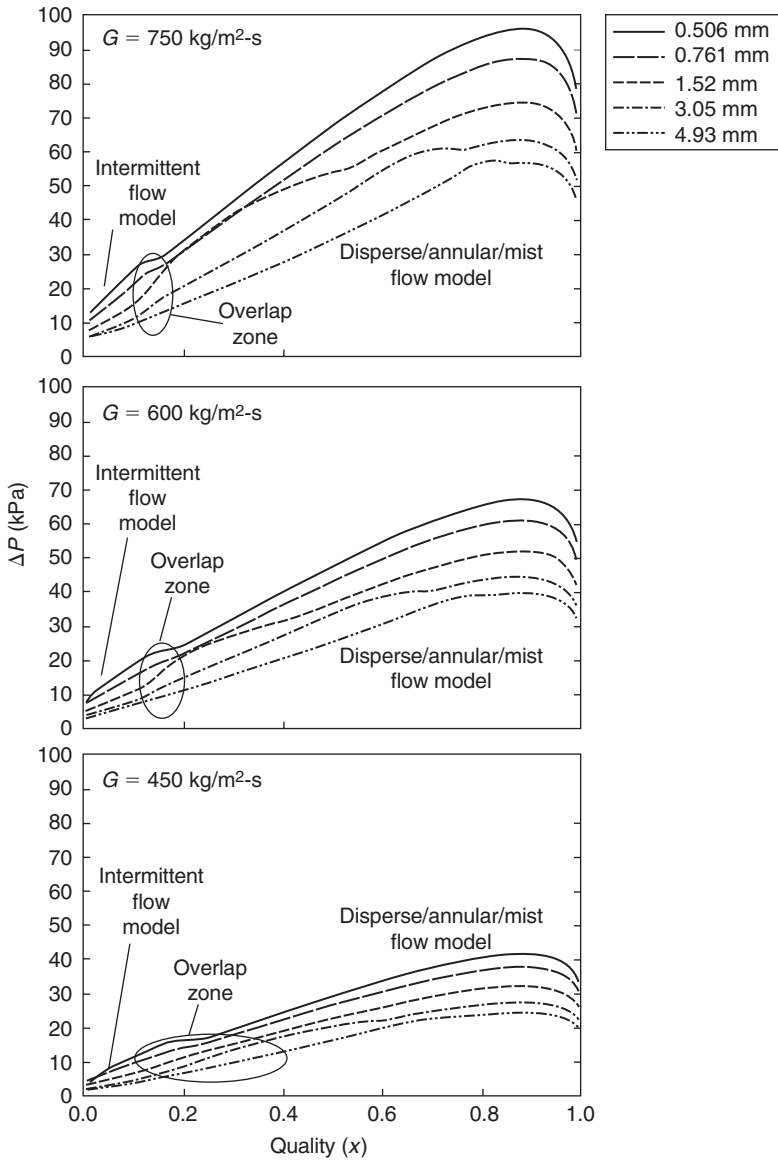 100
90
80
70
60
50
40
30
20
10
0
G = 750 kg/m²-s
Intermittent
flow
model
Overlap
zone
Disperse/annular/mist
flow model
0.506 mm
0.761 mm
1.52 mm
3.05 mm
4.93 mm
100
90
80
70
60
50
40
30
20
10
0
ΔP (kPa)
G = 600 kg/m²-s
Intermittent
flow
model
Overlap
zone
Disperse/annular/mist
flow model
100
90
80
70
60
50
40
30
20
10
0
G = 450 kg/m²-s
Intermittent
flow
model
Overlap
zone
Disperse/annular/mist
flow model
0.0 0.2 0.4 0.6 0.8 1.0
Quality (x)